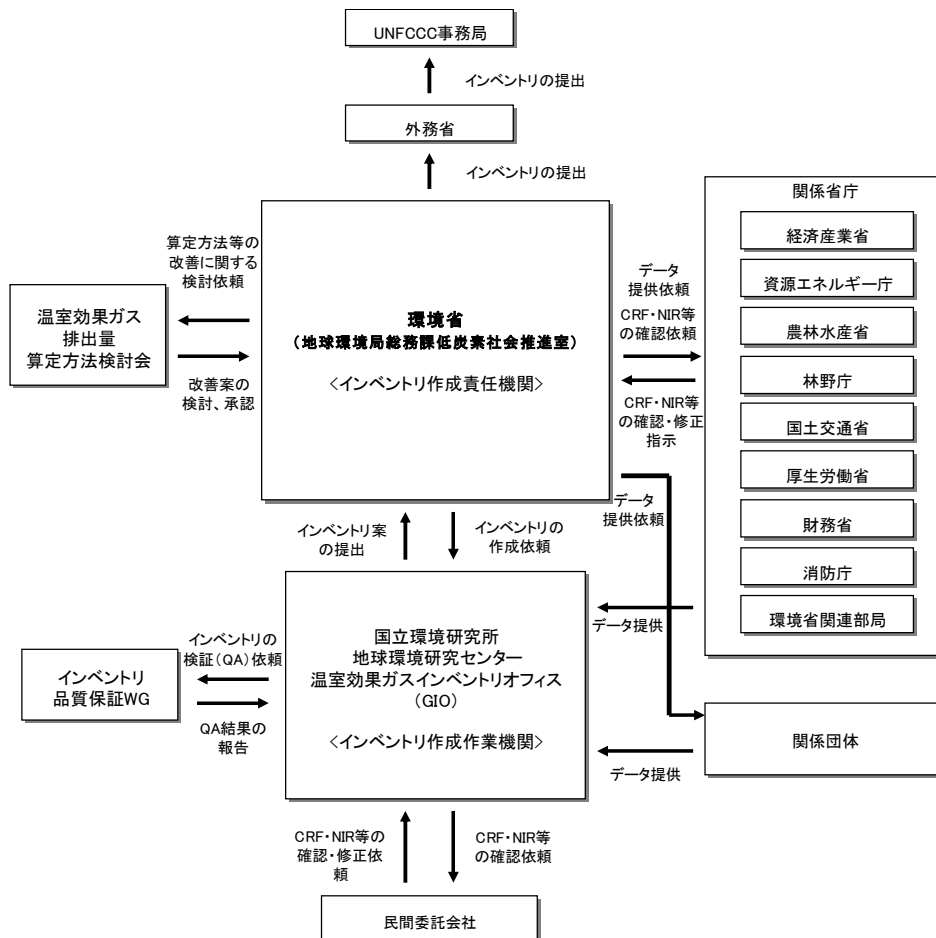 UNFCCC事務局
インベントリの提出
外務省
インベントリの提出
算定方法等の
改善に関する
検討依頼
温室効果ガス
排出量
算定方法検討会
改善案の
検討、承認
環境省
(地球環境局総務課低炭素社会推進室)
<インベントリ作成責任機関>
データ
提供依頼
CRF・NIR等
の確認依頼
CRF・NIR等
の確認・修正
指示
関係省庁
経済産業省
資源エネルギー庁
農林水産省
林野庁
国土交通省
厚生労働省
財務省
消防庁
環境省関連部局
データ
提供依頼
インベントリ案
の提出
インベントリの
作成依頼
国立環境研究所
地球環境研究センター
温室効果ガスインベントリオフィス
(GIO)
<インベントリ作成作業機関>
データ提供
インベントリの
検証(QA)依頼
インベントリ
品質保証WG
QA結果の
報告
関係団体
データ提供
CRF・NIR等の
確認・修正依
頼
CRF・NIR等
の確認依頼
民間委託会社